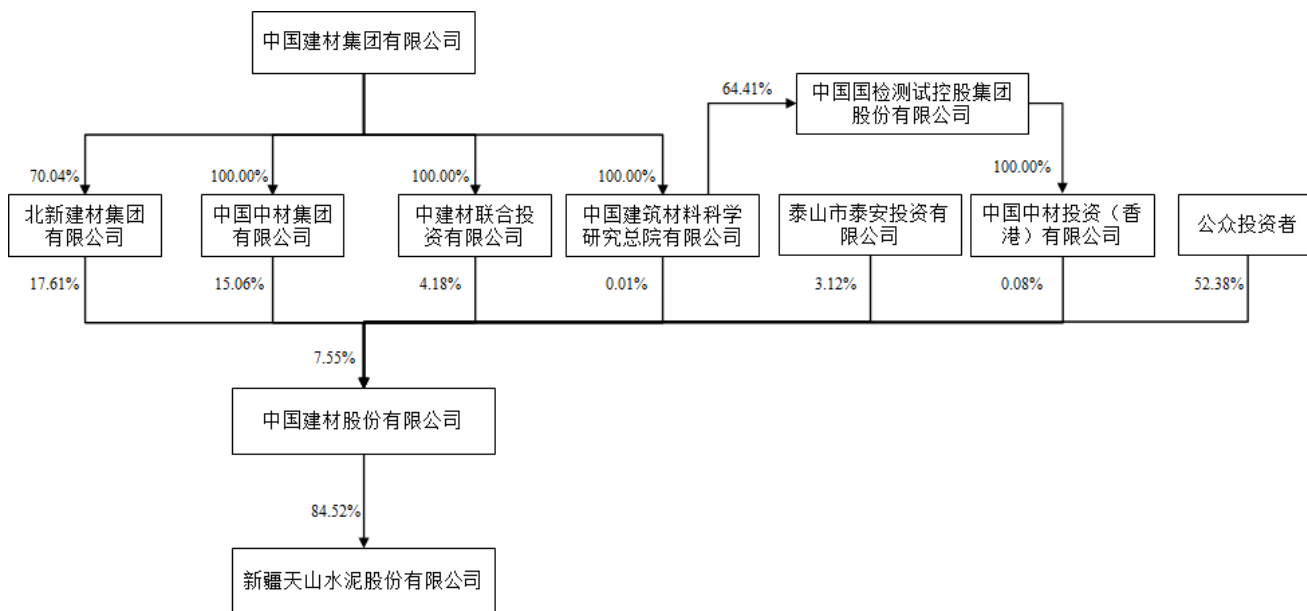 中国建材集团有限公司
64.41%
中国国检测试控股集团
股份有限公司
70.04%
100.00%
100.00%
100.00%
100.00%
北新建材集团
有限公司
中国中材集团
有限公司
中建材联合投
资有限公司
中国建筑材料科学
研究总院有限公司
泰山市泰安投资有
限公司
中国中材投资（香
港）有限公司
公众投资者
17.61%
15.06%
4.18%
0.01%
3.12%
0.08%
52.38%
7.55%
中国建材股份有限公司
84.52%
新疆天山水泥股份有限公司